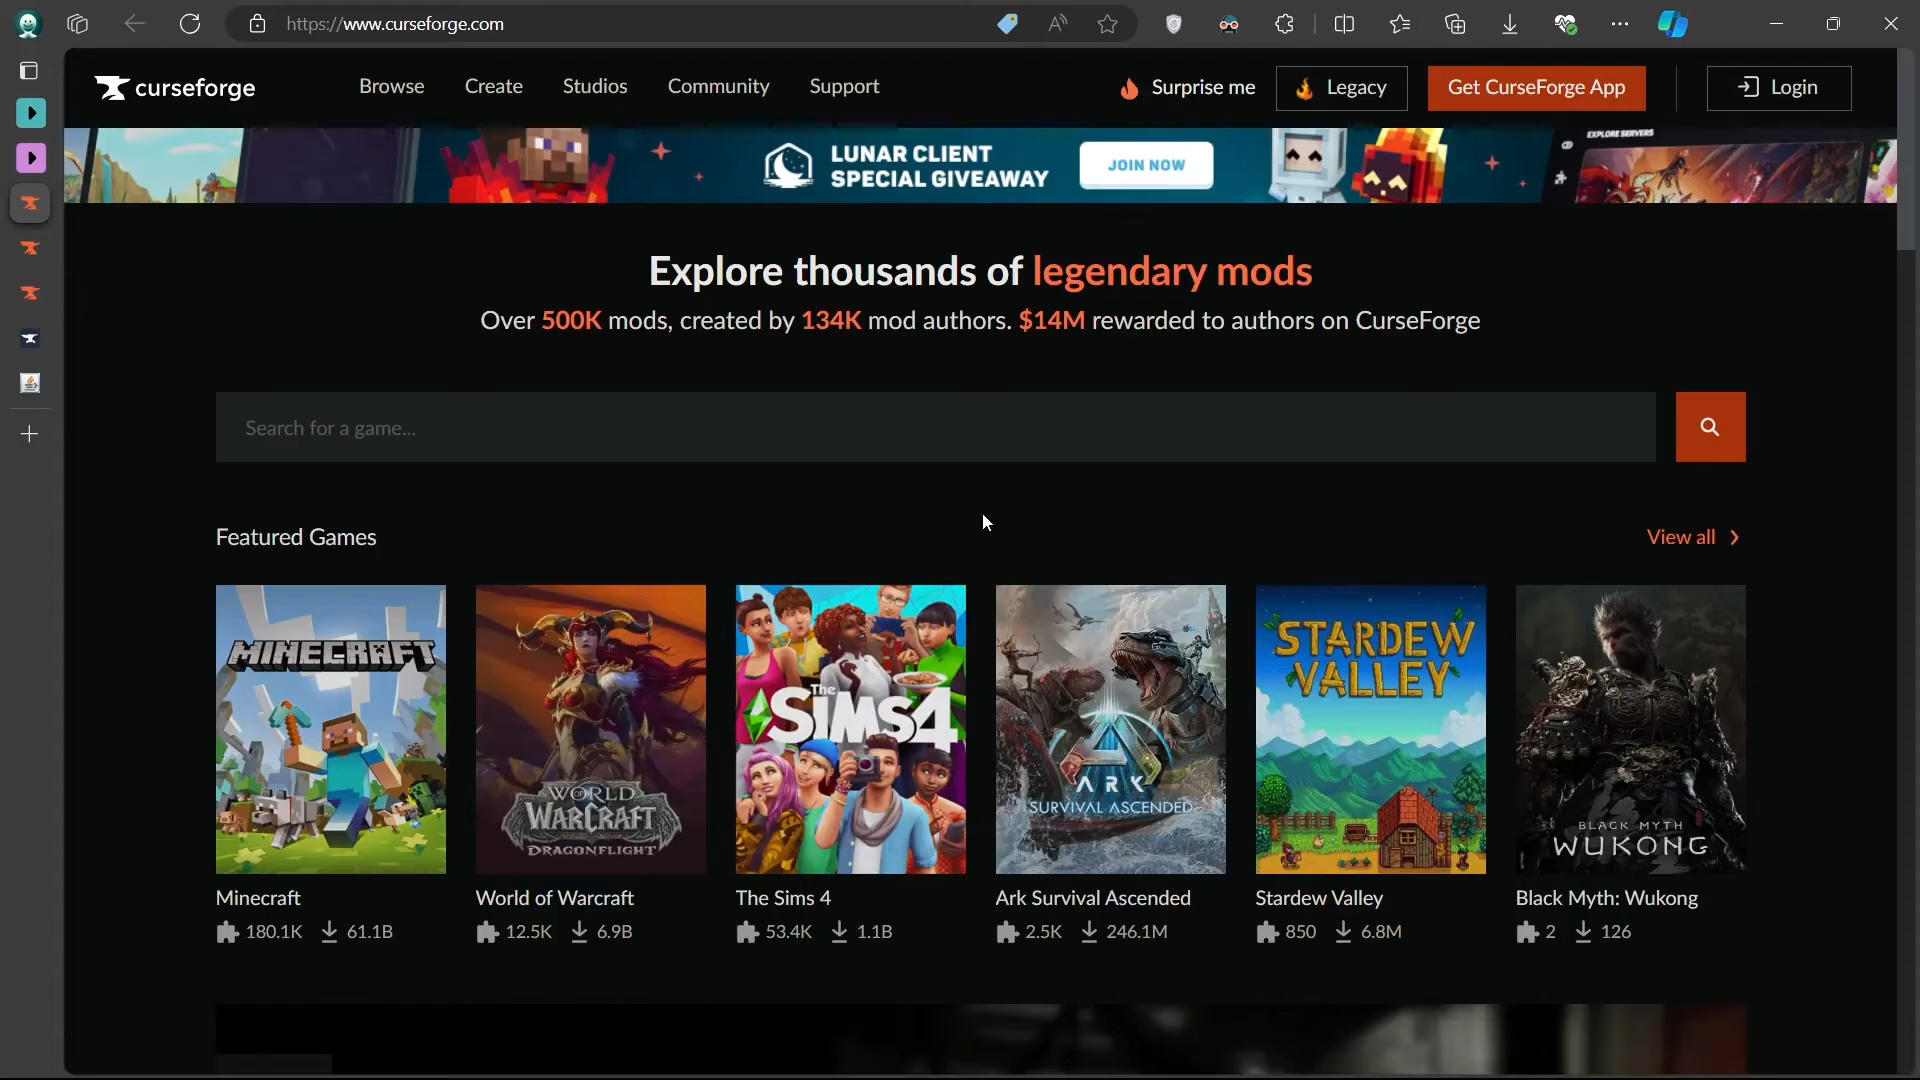 https://www.curseforge.com
curseforge
Browse
Create
Studios
Community
Support
Surprise me
Legacy
Get CurseForge App
Login
LUNAR CLIENT
SPECIAL GIVEAWAY
JOIN NOW
EXPLORE SERVERS
Explore thousands of legendary mods
Over 500K mods, created by 134K mod authors. $14M rewarded to authors on CurseForge
Search for a game...
Featured Games
View all
MINECRAFT
WORLD
WARCRAFT
DRAGONFLIGHT
The
SIMS4
ARK
SURVIVAL ASCENDED
STARDEW
VALLEY
BLACK MYTH
WUKONG
Minecraft
180.1K 61.1B
World of Warcraft
12.5K 6.9B
The Sims 4
53.4K 1.1B
Ark Survival Ascended
2.5K 246.1M
Stardew Valley
850 6.8M
Black Myth: Wukong
2 126